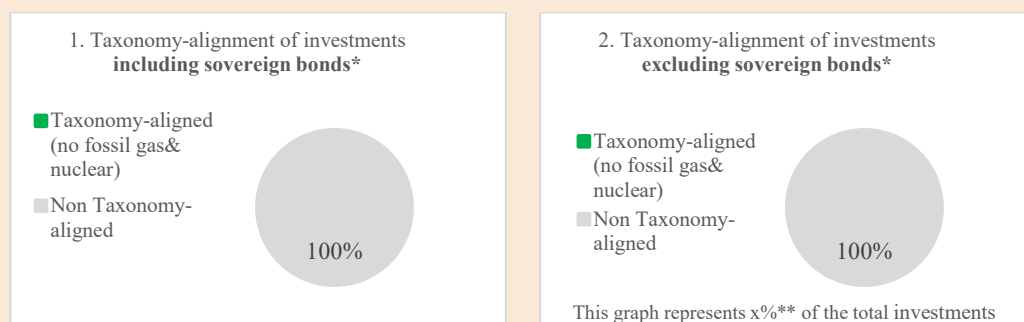 1. Taxonomy-alignment of investments
including sovereign bonds*
Taxonomy-aligned
(no fossil gas&
nuclear)
Non Taxonomy-
aligned
100%
2. Taxonomy-alignment of investments
excluding sovereign bonds*
Taxonomy-aligned
(no fossil gas&
nuclear)
Non Taxonomy-
aligned
100%
This graph represents x%** of the total investments